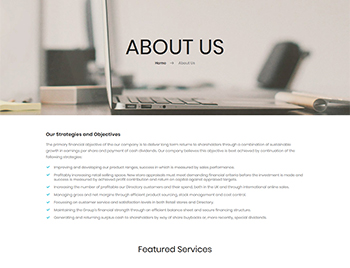 ABOUT US
Home → About Us
Our Strategies and Objectives
The primary financial objective of the our company is to deliver long term returns to shareholders through a combination of sustainable
growth in earnings per share and payment of cash dividends. Our company believes this objective is best achieved by continuation of the
following strategies:
Improving and developing our product ranges, success in which is measured by sales performance.
Profitably increasing retail selling space. New store appraisals must meet demanding financial criteria before the investment is made and
success is measured by achieved profit contribution and return on capital against appraised targets.
Increasing the number of profitable our Directory customers and their spend, both in the UK and through international online sales.
Managing gross and net margins through efficient product sourcing, stock management and cost control.
Focusing on customer service and satisfaction levels in both Retail stores and Directory.
Maintaining the Group's financial strength through an efficient balance sheet and secure financing structure.
Generating and returning surplus cash to shareholders by way of share buybacks or, more recently, special dividends.
Featured Services